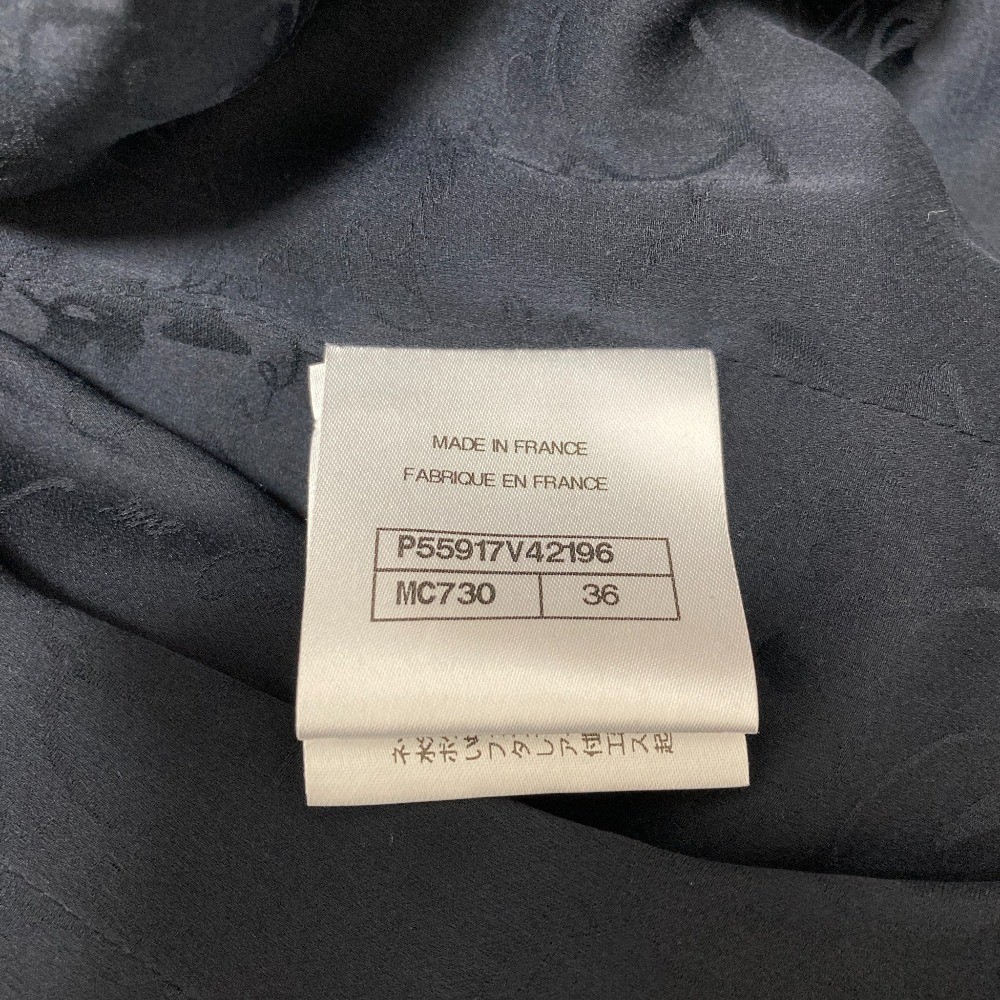 MADE IN FRANCE
FABRIQUE EN FRANCE
P55917V42196
MC730 36